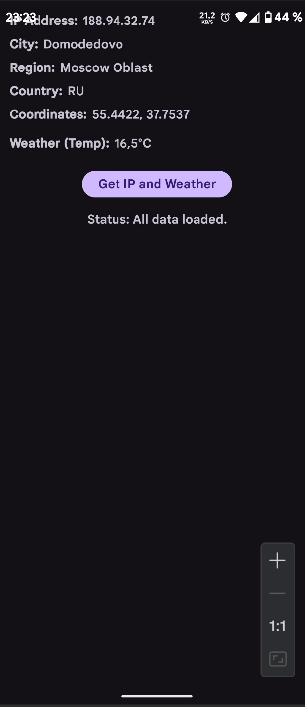 23:23 21.2 KB/S 44 %
IP Address: 188.94.32.74
City: Domodedovo
Region: Moscow Oblast
Country: RU
Coordinates: 55.4422, 37.7537
Weather (Temp): 16,5°C
Get IP and Weather
Status: All data loaded.
1:1